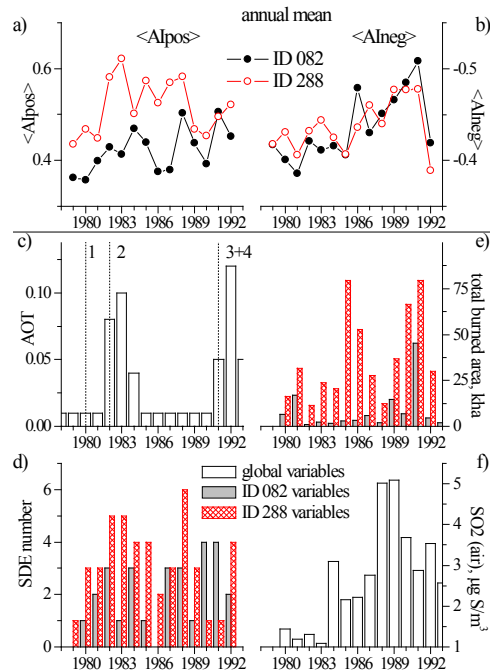 annual mean
a)
<AIpos>
<AIneg>
b)
ID 082
ID 288
<AIpos>
0.6
0.4
-0.5
-0.4
<AIneg>
1980 1983 1986 1989 1992
1980 1983 1986 1989 1992
c)
1
2
3+4
e)
AOT
0.10
0.05
0.00
75
50
25
0
total burned area, kha
1980 1983 1986 1989 1992
1980 1983 1986 1989 1992
d)
global variables
ID 082 variables
ID 288 variables
f)
SDE number
6
4
2
0
5
4
3
2
1
SO2 (air), µg S/m³
1980 1983 1986 1989 1992
1980 1983 1986 1989 1992